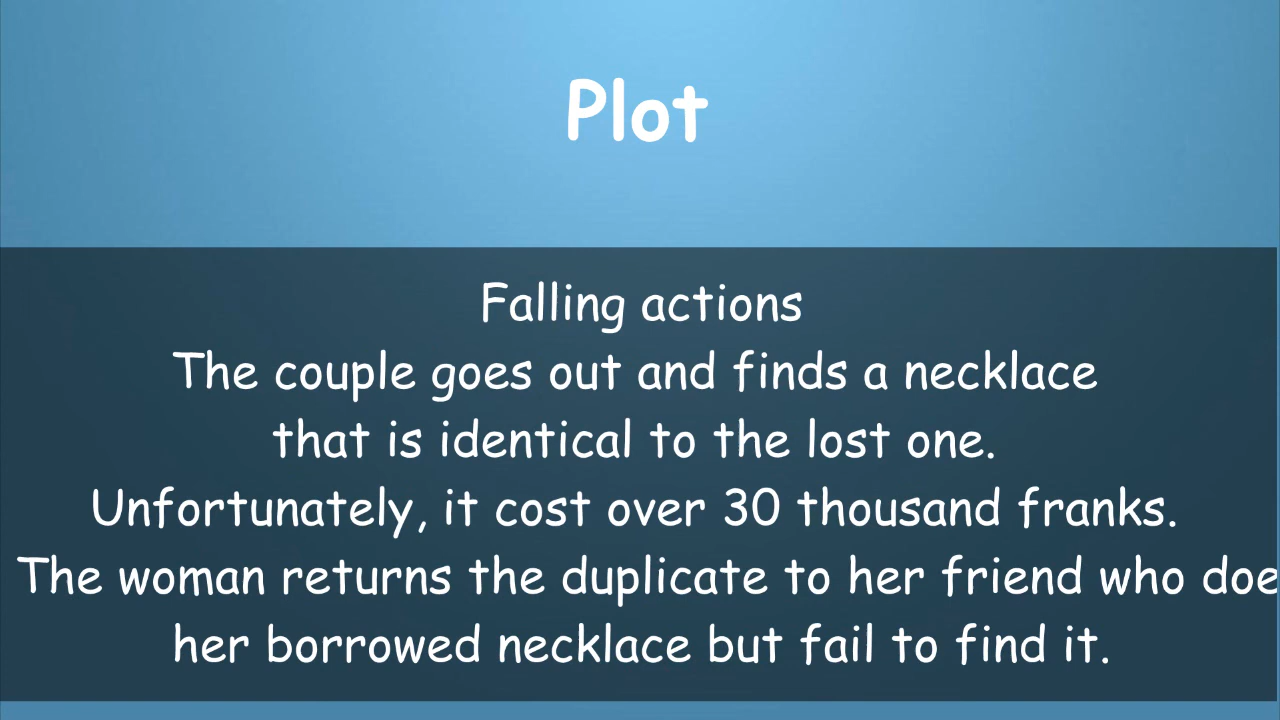 Plot
Falling actions
The couple goes out and finds a necklace
that is identical to the lost one.
Unfortunately, it cost over 30 thousand franks.
The woman returns the duplicate to her friend who doe
her borrowed necklace but fail to find it.